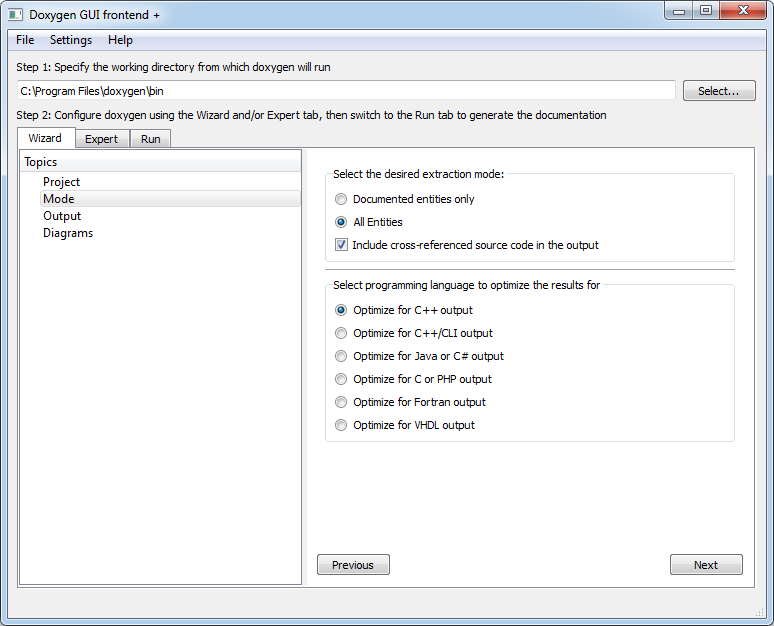 Doxygen GUI frontend +
File Settings Help
Step 1: Specify the working directory from which doxygen will run
C:\Program Files\doxygen\bin Select...
Step 2: Configure doxygen using the Wizard and/or Expert tab, then switch to the Run tab to generate the documentation
Wizard Expert Run
Topics
Project
Mode
Output
Diagrams
Select the desired extraction mode:
Documented entities only
All Entities
Include cross-referenced source code in the output
Select programming language to optimize the results for
Optimize for C++ output
Optimize for C++/CLI output
Optimize for Java or C# output
Optimize for C or PHP output
Optimize for Fortran output
Optimize for VHDL output
Previous Next